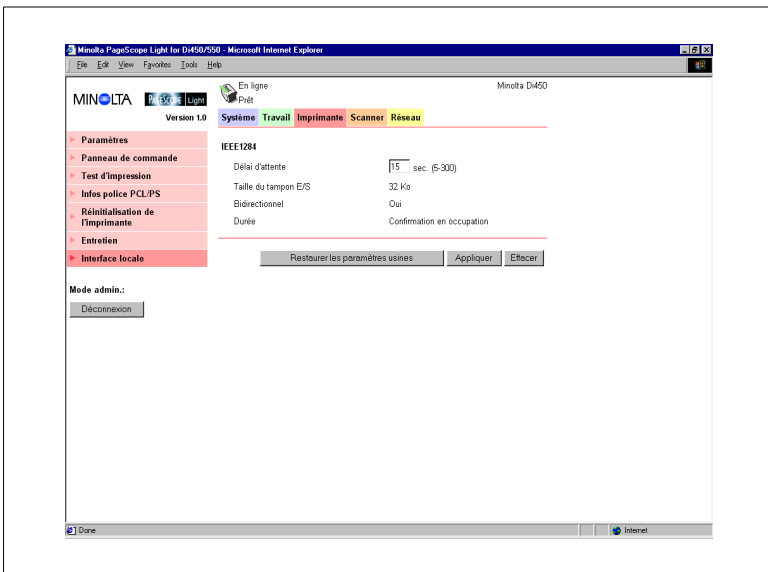 Minolta PageScope Light for Di450/550 - Microsoft Internet Explorer
File Edit View Favorites Tools Help
MINOLTA PAGESCOPE Light
Version 1.0
En ligne
Prêt
Minolta Di450
Système Travail Imprimante Scanner Réseau
Paramètres
Panneau de commande
Test d'impression
Infos police PCL/PS
Réinitialisation de
l'imprimante
Entretien
Interface locale
Mode admin.:
Déconnexion
IEEE1284
Délai d'attente 15 sec. (5-300)
Taille du tampon E/S 32 Ko
Bidirectionnel Oui
Durée Confirmation en occupation
Restaurer les paramètres usines Appliquer Effacer
Done Internet